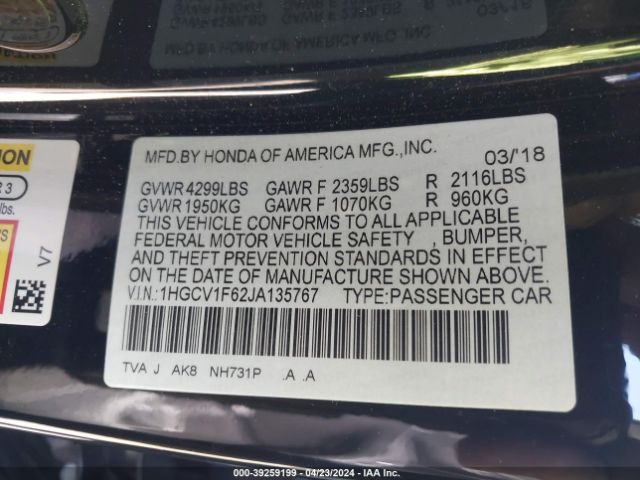 MFD.BY HONDA OF AMERICA MFG.,INC.
03/'18
GVWR 4299LBS GAWR F 2359LBS R 2116LBS
GVWR 1950KG GAWR F 1070KG R 960KG
THIS VEHICLE CONFORMS TO ALL APPLICABLE
FEDERAL MOTOR VEHICLE SAFETY , BUMPER,
AND THEFT PREVENTION STANDARDS IN EFFECT
ON THE DATE OF MANUFACTURE SHOWN ABOVE.
V.I.N.:1HGCV1F62JA135767 TYPE:PASSENGER CAR
TVA J AK8 NH731P .A .A
V7
000-39259199 - 04/23/2024 - IAA Inc.